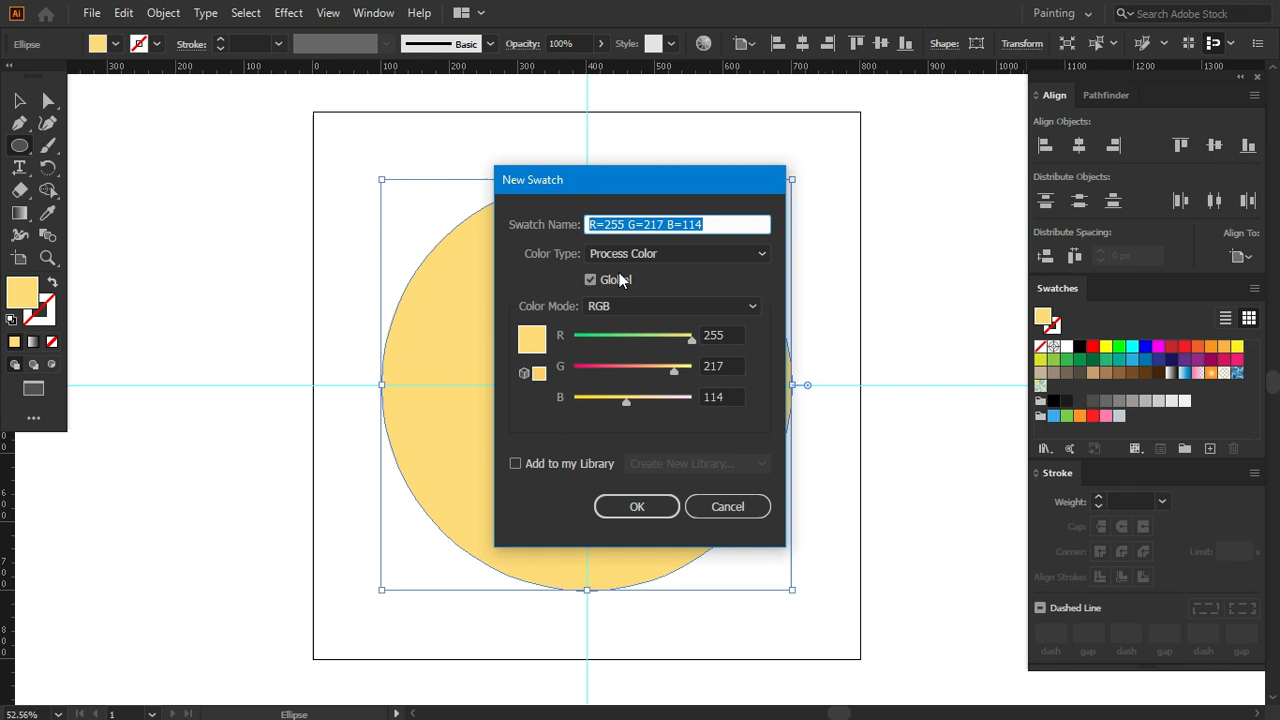 Ai File Edit Object Type Select Effect View Window Help Painting Search Adobe Stock
Ellipse Stroke: Basic Opacity: 100% Style: Shape: Transform
300 200 100 0 100 200 300 400 500 600 700 800 900 1000 1100 1200 1300
Align Pathfinder
Align Objects:
Distribute Objects:
Distribute Spacing: Align To:
0 px
Swatches
Stroke
Weight:
Cap:
Corner: Limit: x
Align Stroke:
Dashed Line
dash gap dash gap dash gap
New Swatch
Swatch Name: R=255 G=217 B=114
Color Type: Process Color
Global
Color Mode: RGB
R 255
G 217
B 114
Add to my Library Create New Library...
OK Cancel
52.56% 1 Ellipse